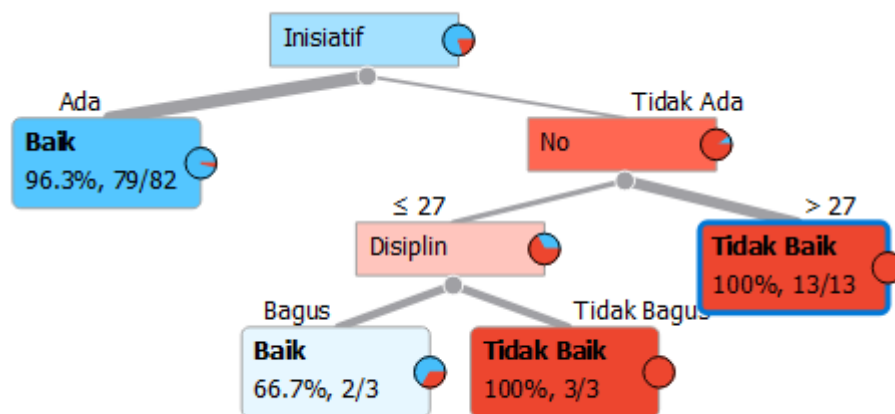 Inisiatif
Ada
Tidak Ada
Baik
96.3%, 79/82
No
≤ 27
> 27
Disiplin
Tidak Baik
100%, 13/13
Bagus
Tidak Bagus
Baik
66.7%, 2/3
Tidak Baik
100%, 3/3